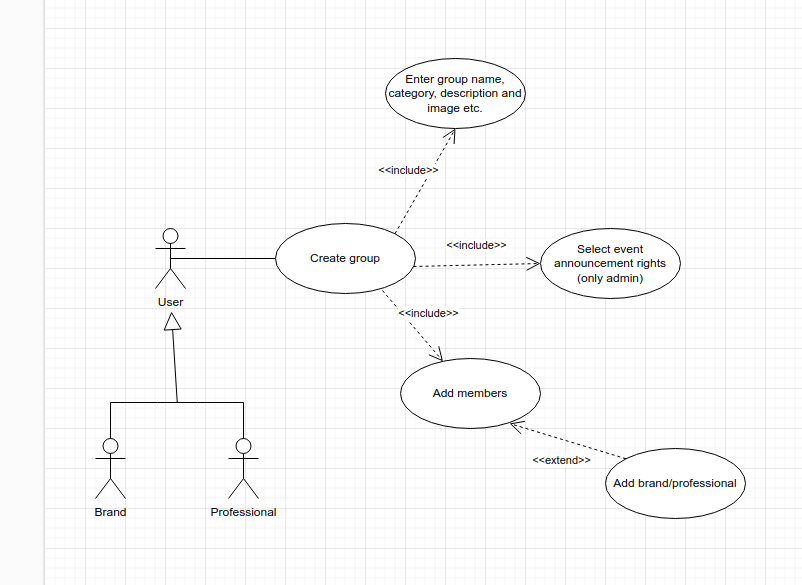 Enter group name,
category, description and
image etc.
<<include>>
<<include>>
Create group
Select event
announcement rights
(only admin)
User
<<include>>
Add members
<<extend>>
Add brand/professional
Brand
Professional